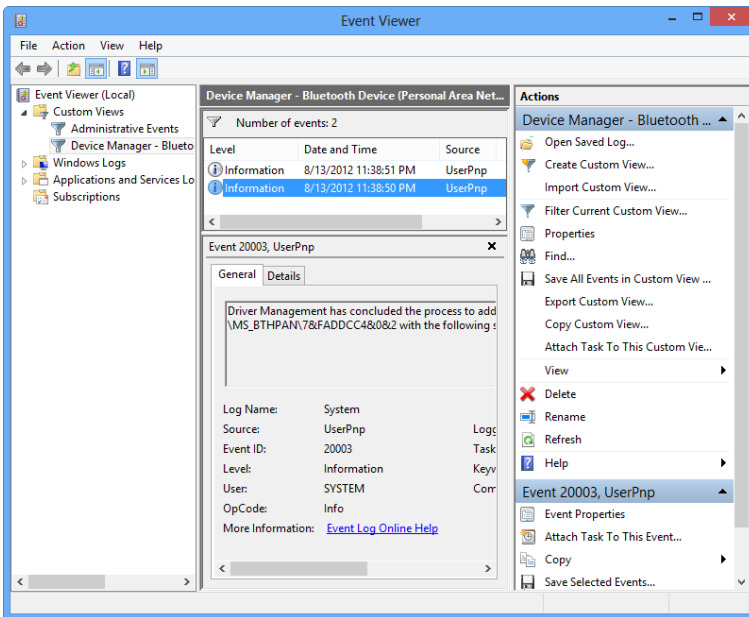 Event Viewer
File Action View Help
Event Viewer (Local)
Custom Views
Administrative Events
Device Manager - Blueto
Windows Logs
Applications and Services Lo
Subscriptions
Device Manager - Bluetooth Device (Personal Area Net...
Number of events: 2
Level Date and Time Source
Information 8/13/2012 11:38:51 PM UserPnp
Information 8/13/2012 11:38:50 PM UserPnp
Event 20003, UserPnp
General Details
Driver Management has concluded the process to add
\MS_BTHPAN\7&FADDCC4&0&2 with the following s
Log Name: System
Source: UserPnp Logg
Event ID: 20003 Task
Level: Information Keyv
User: SYSTEM Com
OpCode: Info
More Information: Event Log Online Help
Actions
Device Manager - Bluetooth ...
Open Saved Log...
Create Custom View...
Import Custom View...
Filter Current Custom View...
Properties
Find...
Save All Events in Custom View ...
Export Custom View...
Copy Custom View...
Attach Task To This Custom Vie...
View
Delete
Rename
Refresh
Help
Event 20003, UserPnp
Event Properties
Attach Task To This Event...
Copy
Save Selected Events...